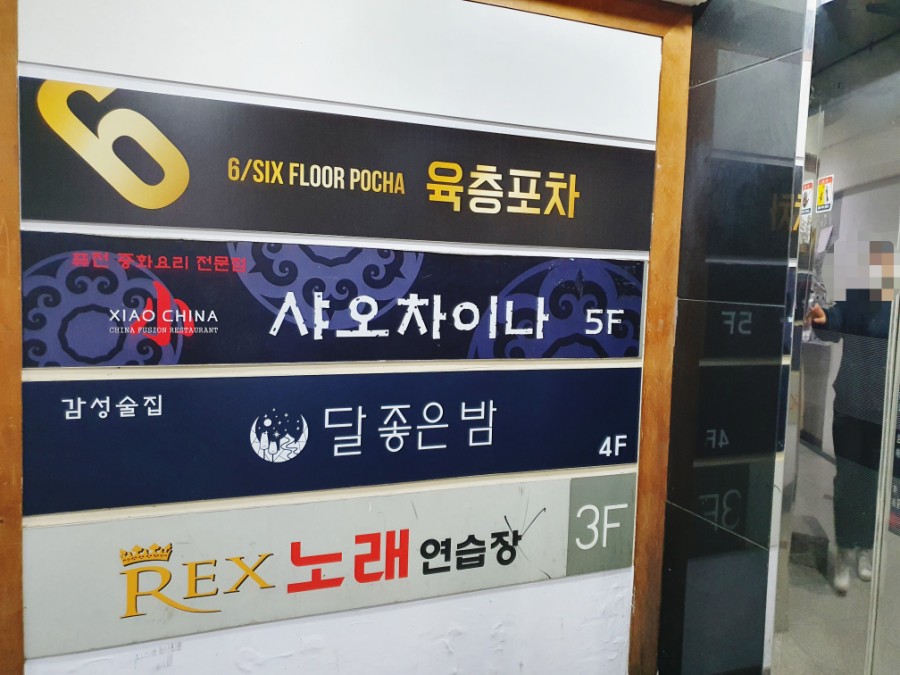 6
6/SIX FLOOR POCHA 육층포차
퓨전 중화요리 전문점
小
XIAO CHINA
CHINA FUSION RESTAURANT
샤오차이나 5F
감성술집
달 좋은 밤
4F
REX 노래 연습장
3F